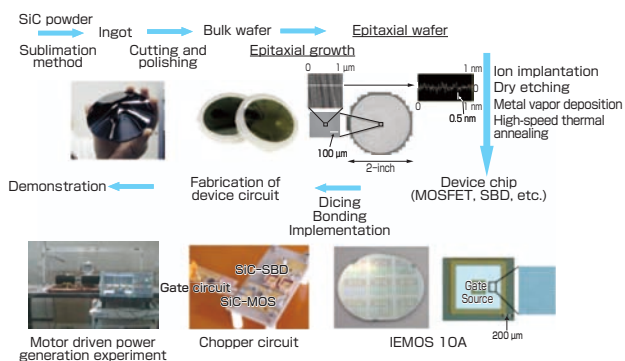 SiC powder
Ingot
Bulk wafer
Epitaxial wafer
Sublimation
method
Cutting and
polishing
Epitaxial growth
0 1 μm
1 nm
0
0 1 nm
0.5 nm
100 μm
2-inch
Ion implantation
Dry etching
Metal vapor deposition
High-speed thermal
annealing
Demonstration
Fabrication of
device circuit
Dicing
Bonding
Implementation
Device chip
(MOSFET, SBD, etc.)
SiC-SBD
Gate circuit
SiC-MOS
Gate
Source
200 μm
Motor driven power
generation experiment
Chopper circuit
IEMOS 10A